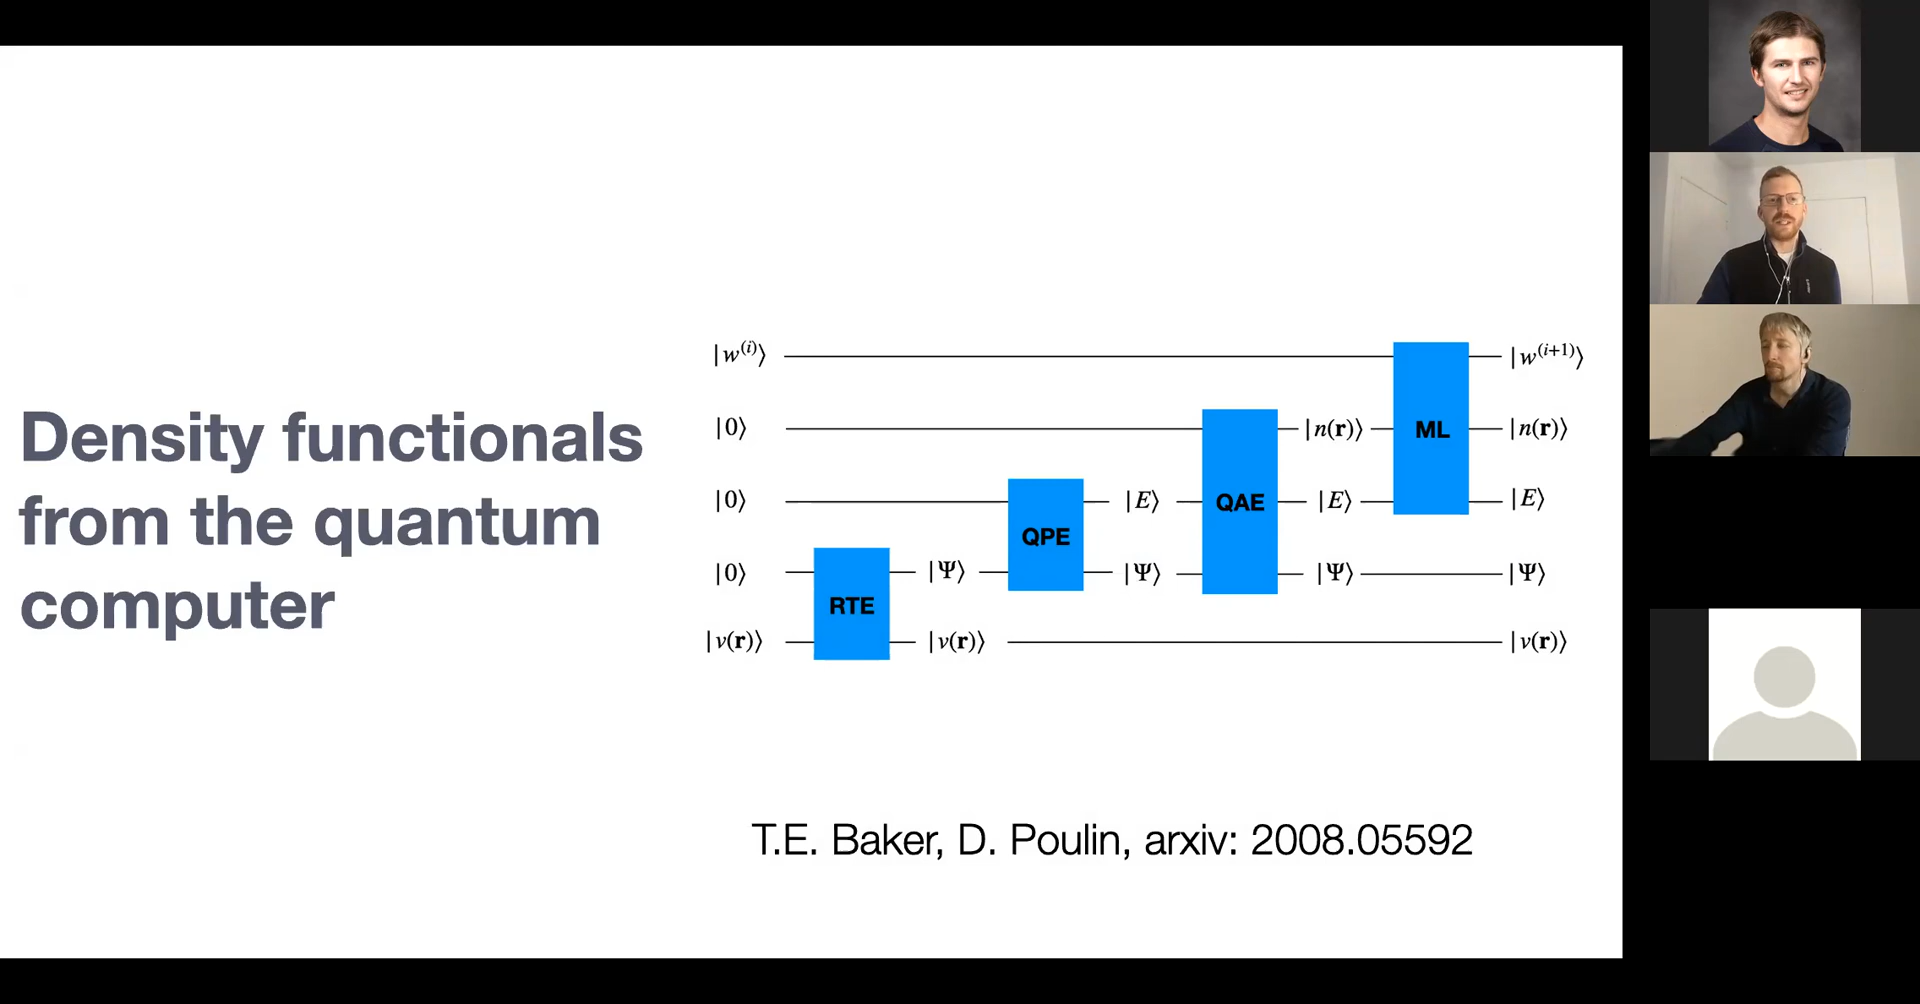 Density functionals
from the quantum
computer
|w⁽ⁱ⁾⟩ |w⁽ⁱ⁺¹⁾⟩
|0⟩ |n(r)⟩ ML |n(r)⟩
|0⟩ |E⟩ QAE |E⟩ |E⟩
QPE
|0⟩ |Ψ⟩ |Ψ⟩ |Ψ⟩ |Ψ⟩
RTE
|v(r)⟩ |v(r)⟩ |v(r)⟩
T.E. Baker, D. Poulin, arxiv: 2008.05592